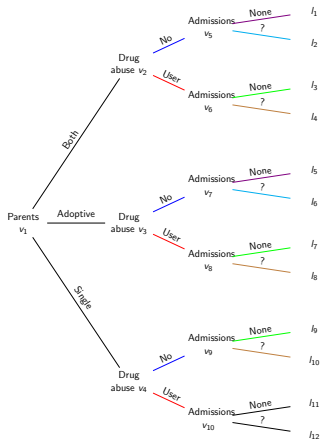 Parents
v1
Both
Adoptive
Single
Drug
abuse v2
Drug
abuse v3
Drug
abuse v4
No
User
No
User
No
User
Admissions
v5
Admissions
v6
Admissions
v7
Admissions
v8
Admissions
v9
Admissions
v10
None
?
None
?
None
?
None
?
None
?
None
?
l1
l2
l3
l4
l5
l6
l7
l8
l9
l10
l11
l12